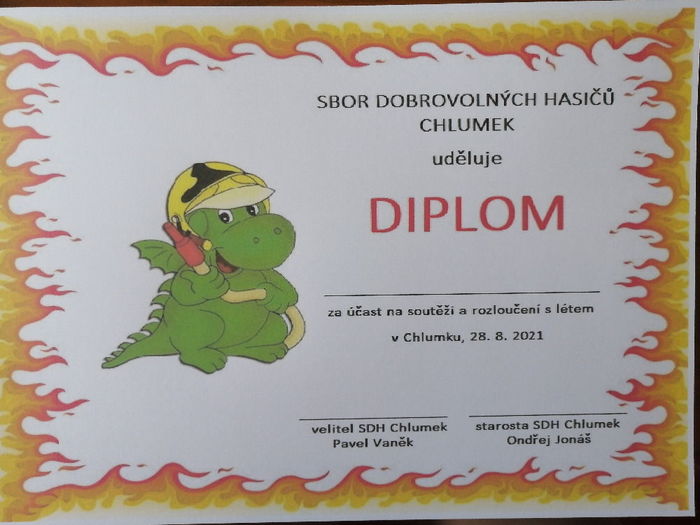 SBOR DOBROVOLNÝCH HASIČŮ
CHLUMEK
uděluje
DIPLOM
za účast na soutěži a rozloučení s létem
v Chlumku, 28. 8. 2021
velitel SDH Chlumek
Pavel Vaněk
starosta SDH Chlumek
Ondřej Jonáš